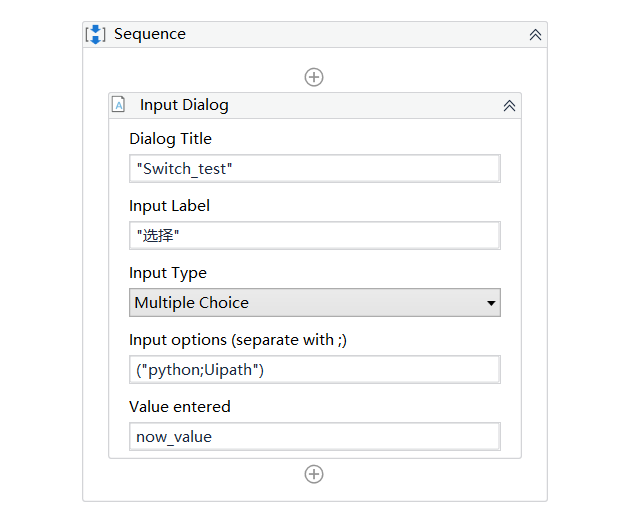 Sequence
Input Dialog
Dialog Title
"Switch_test"
Input Label
"选择"
Input Type
Multiple Choice
Input options (separate with ;)
("python;Uipath")
Value entered
now_value